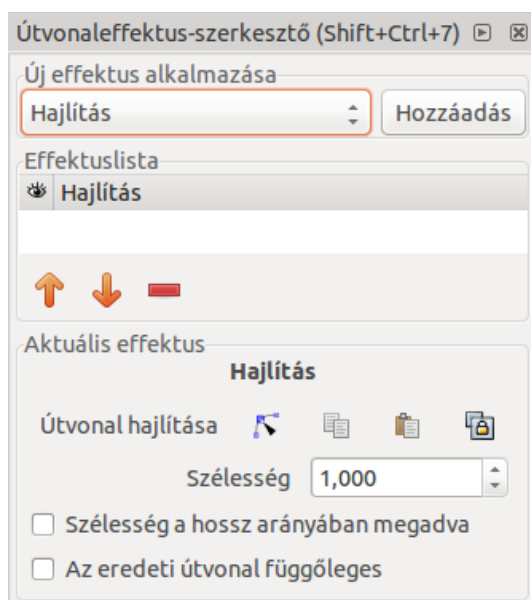 Útvonaleffektus-szerkesztő (Shift+Ctrl+7)
Új effektus alkalmazása
Hajlítás Hozzáadás
Effektuslista
Hajlítás
Aktuális effektus
Hajlítás
Útvonal hajlítása
Szélesség 1,000
Szélesség a hossz arányában megadva
Az eredeti útvonal függőleges